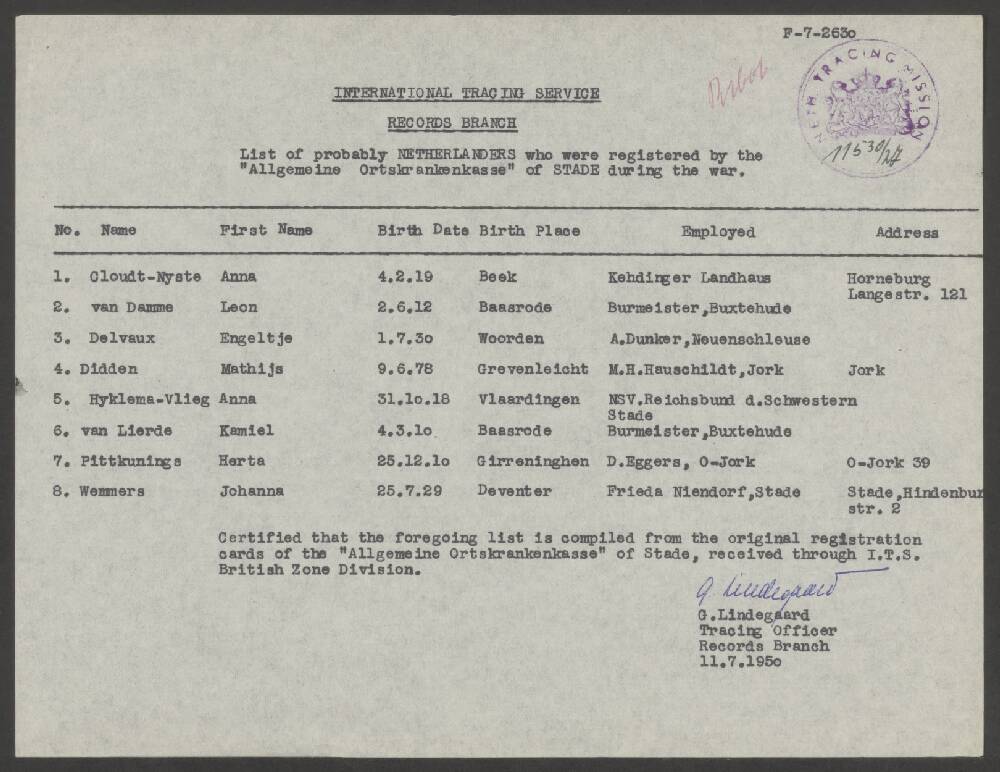 F-7-263o
NETH TRACING MISSION
11530/27
INTERNATIONAL TRACING SERVICE
RECORDS BRANCH
List of probably NETHERLANDERS who were registered by the
"Allgemeine Ortskrankenkasse" of STADE during the war.
No. Name First Name Birth Date Birth Place Employed Address
1. Cloudt-Nyste Anna 4.2.19 Beek Kehdinger Landhaus Horneburg
Langestr. 121
2. van Damme Leon 2.6.12 Baasrode Burmeister,Buxtehude
3. Delvaux Engeltje 1.7.3o Woorden A.Dunker,Neuenschleuse
4. Didden Mathijs 9.6.78 Grevenleicht M.H.Hauschildt,Jork Jork
5. Hyklema-Vlieg Anna 31.1o.18 Vlaardingen NSV.Reichsbund d.Schwestern
Stade
6. van Lierde Kamiel 4.3.1o Baasrode Burmeister,Buxtehude
7. Pittkunings Herta 25.12.1o Girreninghen D.Eggers, O-Jork O-Jork 39
8. Wemmers Johanna 25.7.29 Deventer Frieda Niendorf,Stade Stade,Hindenbur
str. 2
Certified that the foregoing list is compiled from the original registration
cards of the "Allgemeine Ortskrankenkasse" of Stade, received through I.T.S.
British Zone Division.
G. Lindegaard
G.Lindegaard
Tracing Officer
Records Branch
11.7.195o